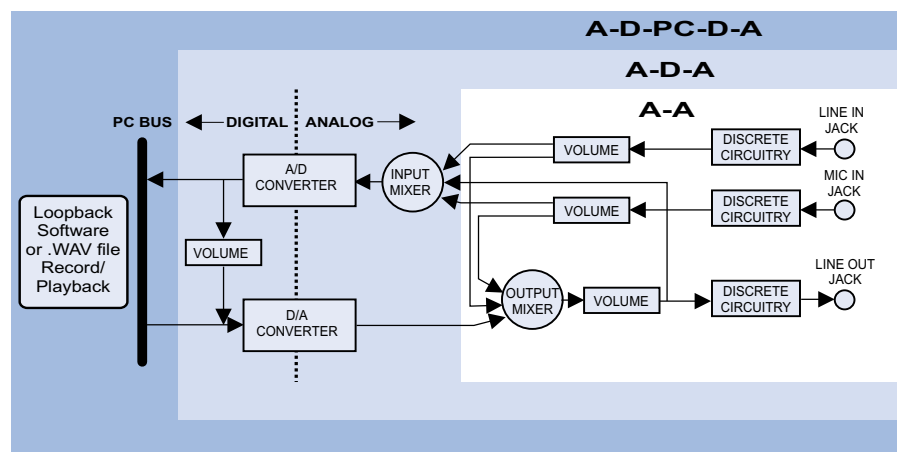 A-D-PC-D-A
A-D-A
A-A
PC BUS
DIGITAL
ANALOG
LINE IN
JACK
VOLUME
DISCRETE
CIRCUITRY
A/D
CONVERTER
INPUT
MIXER
MIC IN
JACK
VOLUME
DISCRETE
CIRCUITRY
Loopback
Software
or .WAV file
Record/
Playback
VOLUME
LINE OUT
JACK
OUTPUT
MIXER
VOLUME
DISCRETE
CIRCUITRY
D/A
CONVERTER